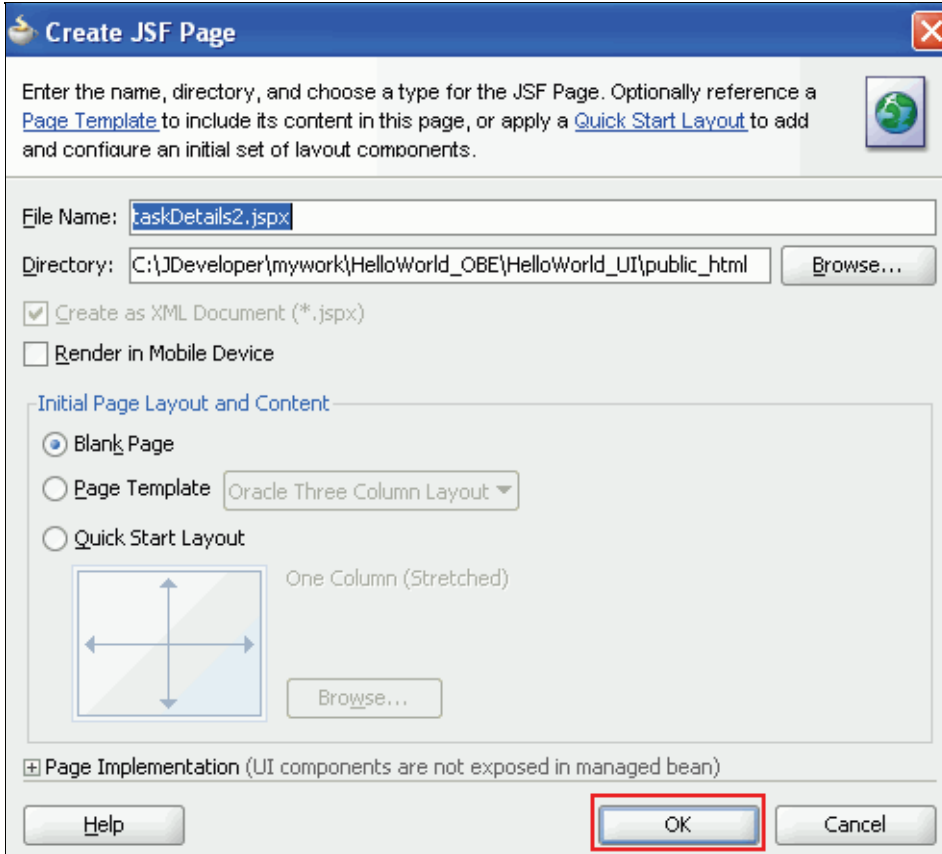 Create JSF Page
Enter the name, directory, and choose a type for the JSF Page. Optionally reference a
Page Template to include its content in this page, or apply a Quick Start Layout to add
and configure an initial set of layout components.
File Name: taskDetails2.jspx
Directory: C:\JDeveloper\mywork\HelloWorld_OBE\HelloWorld_UI\public_html Browse...
Create as XML Document (*.jspx)
Render in Mobile Device
Initial Page Layout and Content
Blank Page
Page Template Oracle Three Column Layout
Quick Start Layout
One Column (Stretched)
Browse...
Page Implementation (UI components are not exposed in managed bean)
Help OK Cancel